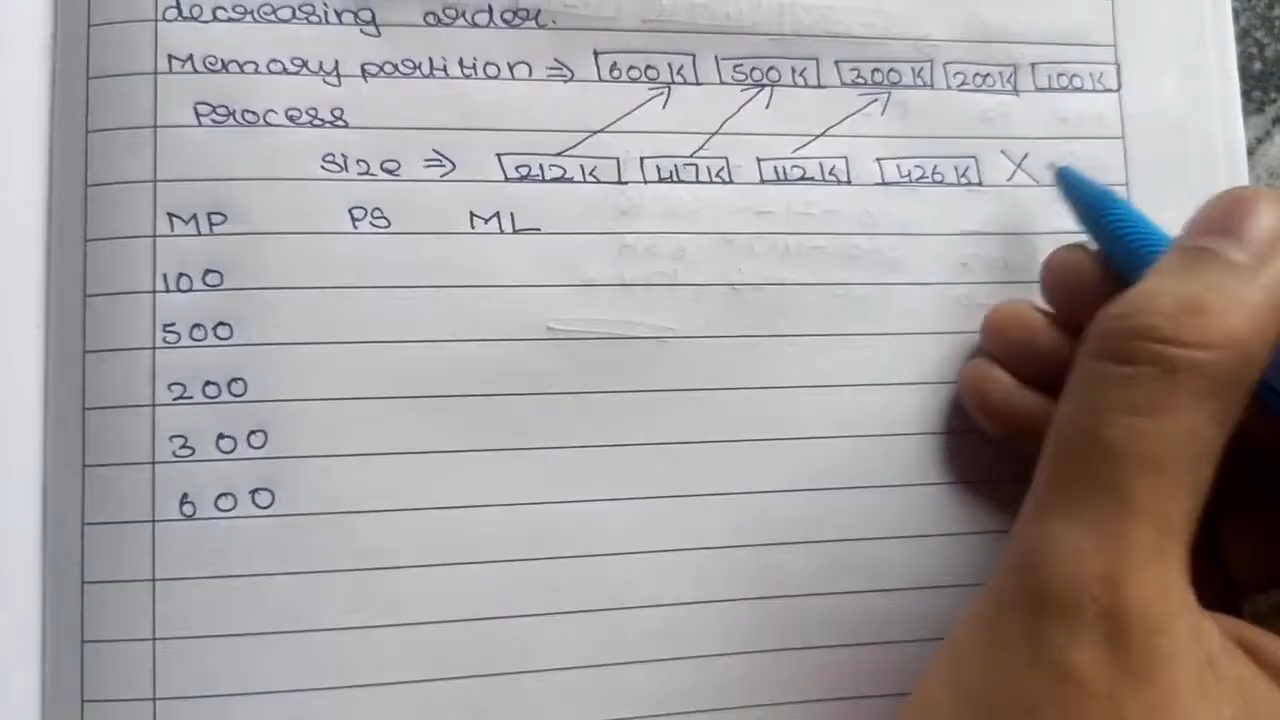 decreasing order.
Memory partition ⇒ 600K 500K 300K 200K 100K
Process
Size ⇒ 212K 417K 112K 426K X
MP PS ML
100
500
200
300
600